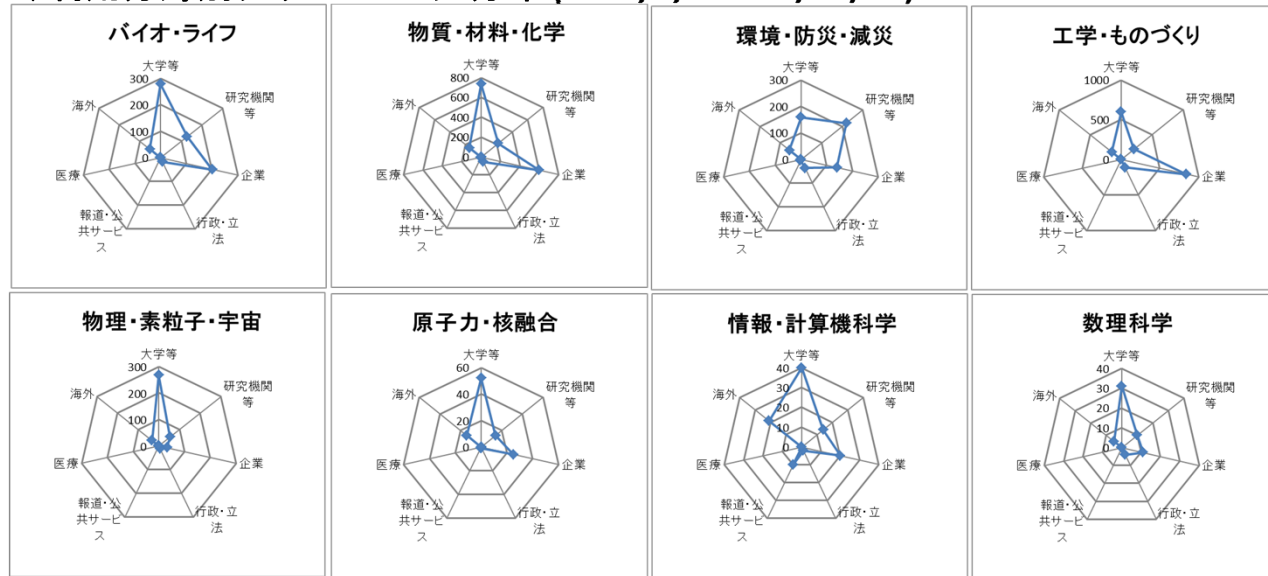 バイオ・ライフ
大学等
300
200
100
0
研究機関
等
企業
行政・立
法
報道・公
共サービ
ス
医療
海外
物質・材料・化学
大学等
800
600
400
200
0
研究機関
等
企業
行政・立
法
報道・公
共サービ
ス
医療
海外
環境・防災・減災
大学等
300
200
100
0
研究機関
等
企業
行政・立
法
報道・公
共サービ
ス
医療
海外
工学・ものづくり
大学等
1000
500
0
研究機関
等
企業
行政・立
法
報道・公
共サービ
ス
医療
海外
物理・素粒子・宇宙
大学等
300
200
100
0
研究機関
等
企業
行政・立
法
報道・公
共サービ
ス
医療
海外
原子力・核融合
大学等
60
40
20
0
研究機関
等
企業
行政・立
法
報道・公
共サービ
ス
医療
海外
情報・計算機科学
大学等
40
30
20
10
0
研究機関
等
企業
行政・立
法
報道・公
共サービ
ス
医療
海外
数理科学
大学等
40
30
20
10
0
研究機関
等
企業
行政・立
法
報道・公
共サービ
ス
医療
海外